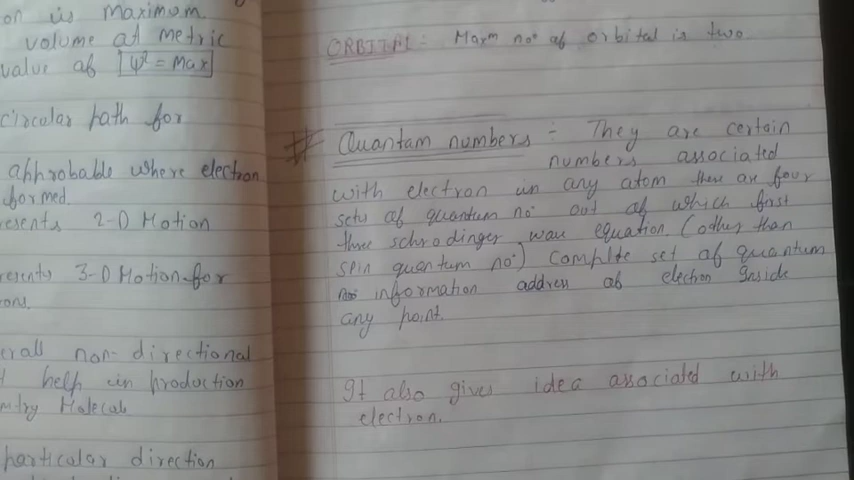 on is maximum.
volume at metric
value of [ψ² = Max]
circular path for
approbable where electron
formed.
resents 2-D Motion
resents 3-D Motion for
ons.
erall non-directional
t help in production
mtry Molecul
particular direction
ORBITAL :- Maxm no. of orbital is two
# Quantam numbers :- They are certain
numbers associated
with electron in any atom there are four
sets of quantum no. out of which first
three schrodinger wave equation (other than
spin quantum no.) Complte set of quantum
information address of election inside
any point.
It also gives idea associated with
electron.